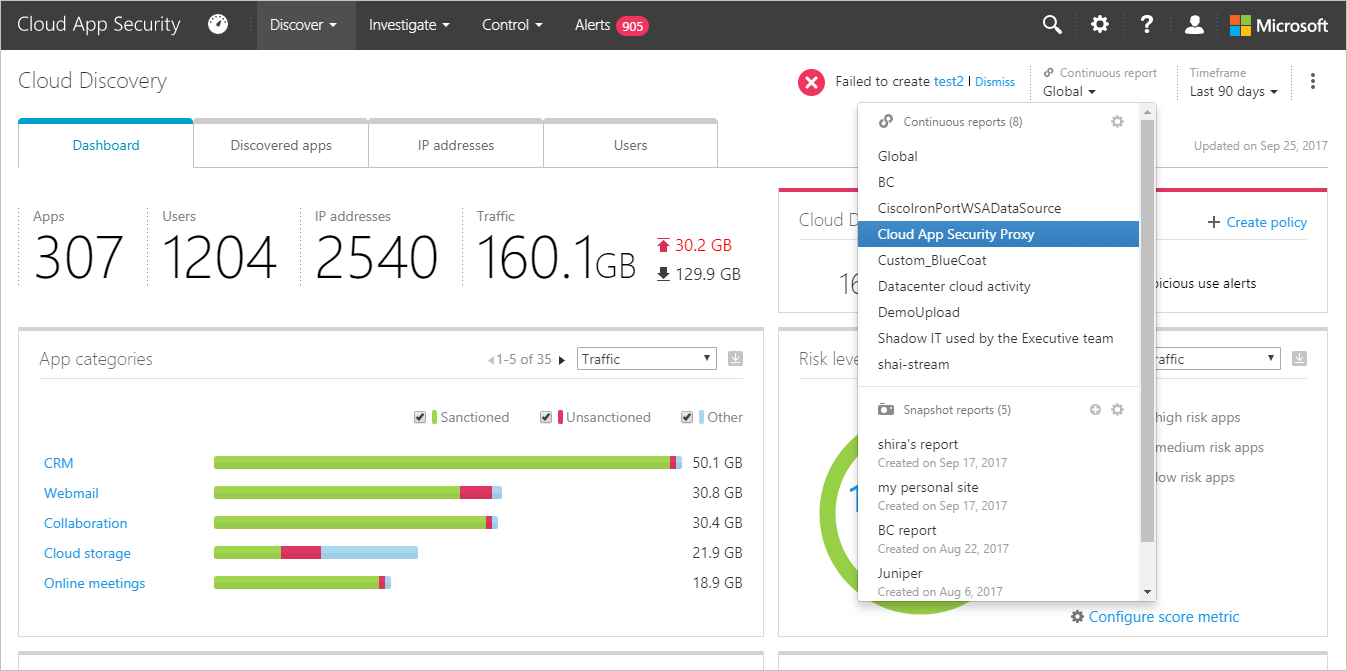 Cloud App Security
Discover
Investigate
Control
Alerts 905
Microsoft
Cloud Discovery
Failed to create test2 | Dismiss
Continuous report
Global
Timeframe
Last 90 days
Dashboard
Discovered apps
IP addresses
Users
Updated on Sep 25, 2017
Apps
307
Users
1204
IP addresses
2540
Traffic
160.1GB
30.2 GB
129.9 GB
Continuous reports (8)
Global
BC
CiscoIronPortWSADataSource
Cloud App Security Proxy
Custom_BlueCoat
Datacenter cloud activity
DemoUpload
Shadow IT used by the Executive team
shai-stream
Snapshot reports (5)
shira's report
Created on Sep 17, 2017
my personal site
Created on Sep 17, 2017
BC report
Created on Aug 22, 2017
Juniper
Created on Aug 6, 2017
Cloud D
+ Create policy
16
picious use alerts
App categories
1-5 of 35
Traffic
Sanctioned
Unsanctioned
Other
CRM
50.1 GB
Webmail
30.8 GB
Collaboration
30.4 GB
Cloud storage
21.9 GB
Online meetings
18.9 GB
Risk leve
raffic
high risk apps
medium risk apps
low risk apps
1
Configure score metric